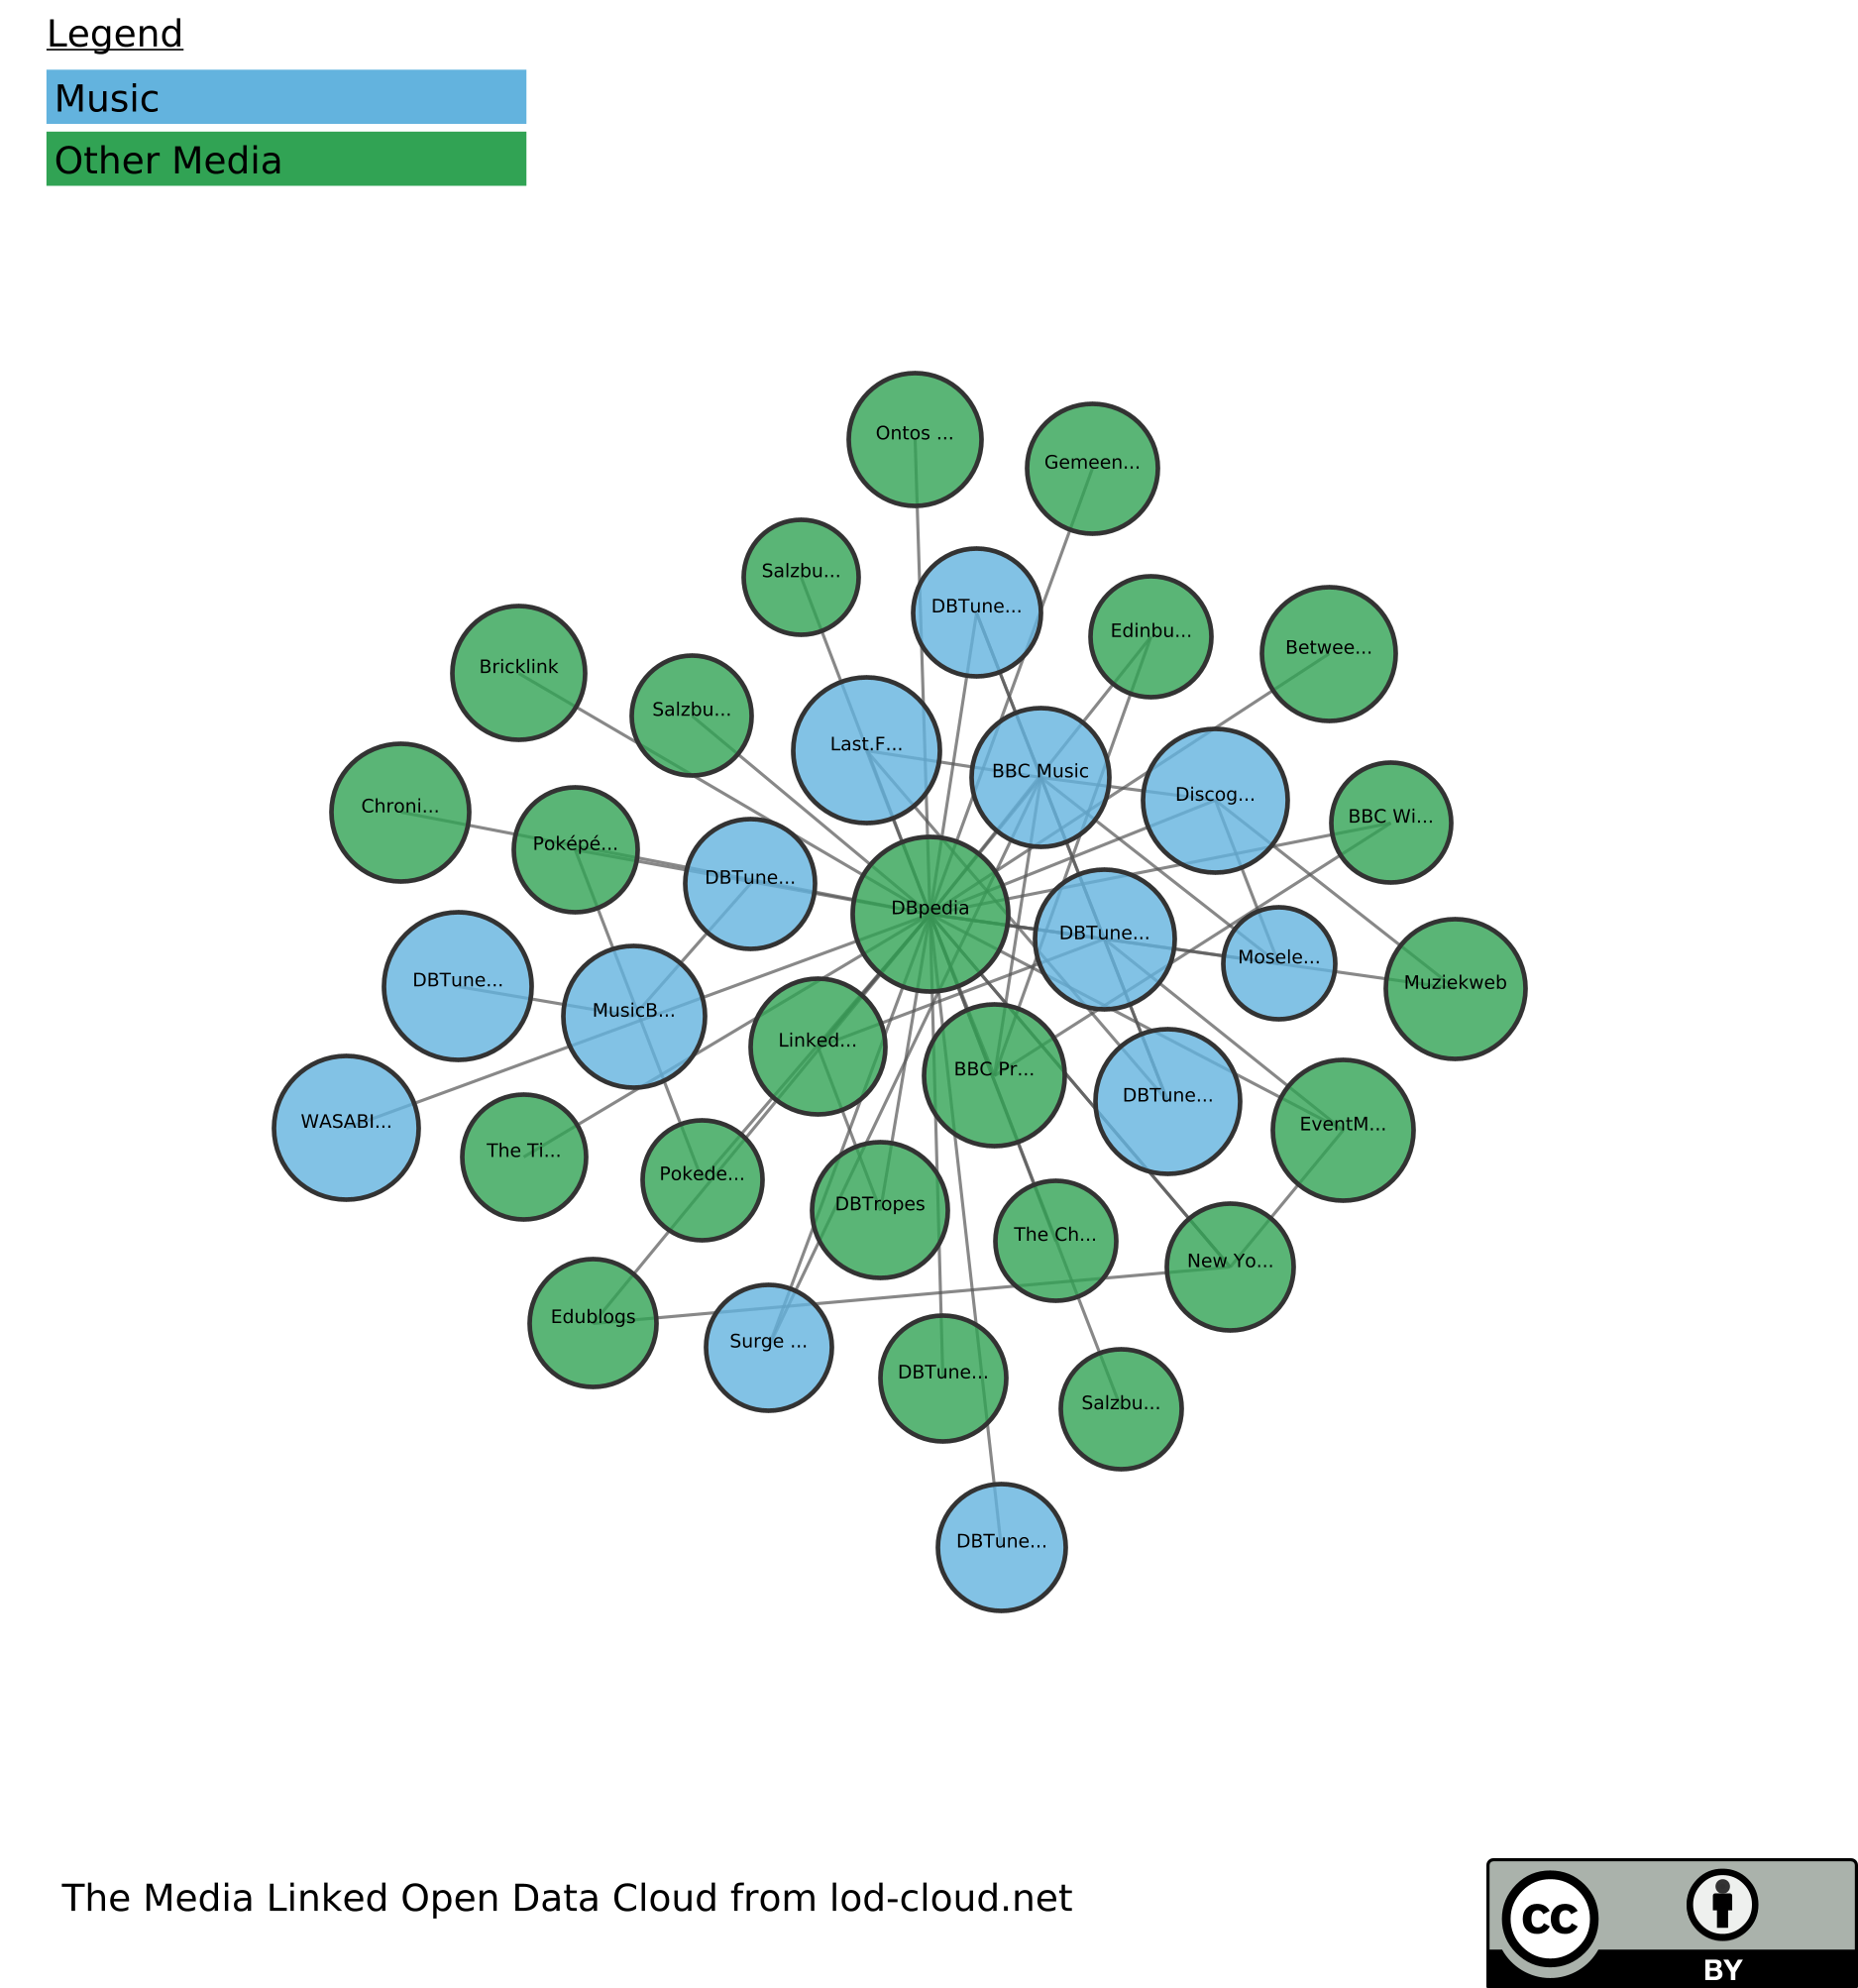 Legend
Music
Other Media
Ontos ...
Gemeen...
Salzbu...
DBTune...
Edinbu...
Betwee...
Bricklink
Salzbu...
Last.F...
BBC Music
Discog...
BBC Wi...
Chroni...
Poképé...
DBTune...
DBpedia
DBTune...
Mosele...
Muziekweb
DBTune...
MusicB...
Linked...
BBC Pr...
DBTune...
EventM...
WASABI...
The Ti...
Pokede...
DBTropes
The Ch...
New Yo...
Edublogs
Surge ...
DBTune...
Salzbu...
DBTune...
The Media Linked Open Data Cloud from lod-cloud.net
cc
BY